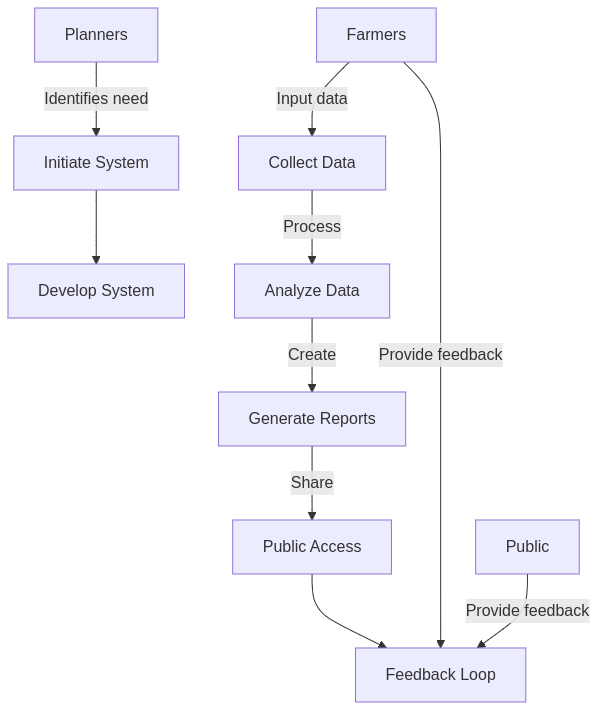 Planners
Farmers
Identifies need
Input data
Initiate System
Collect Data
Process
Develop System
Analyze Data
Create
Provide feedback
Generate Reports
Share
Public Access
Public
Provide feedback
Feedback Loop